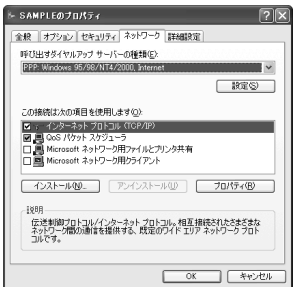 SAMPLEのプロパティ
全般 オプション セキュリティ ネットワーク 詳細設定
呼び出すダイヤルアップ サーバーの種類(E):
PPP: Windows 95/98/NT4/2000, Internet
設定(S)
この接続は次の項目を使用します(O):
インターネット プロトコル (TCP/IP)
QoS パケット スケジューラ
Microsoft ネットワーク用ファイルとプリンタ共有
Microsoft ネットワーク用クライアント
インストール(N)...
アンインストール(U)
プロパティ(R)
説明
伝送制御プロトコル/インターネット プロトコル。相互接続されたさまざまな
ネットワーク間の通信を提供する、既定のワイド エリア ネットワーク プロト
コルです。
OK
キャンセル